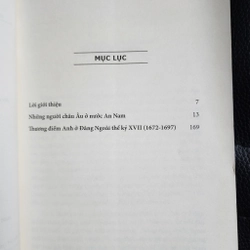 MỤC LỤC
Lời giới thiệu 7
Những người châu Âu ở nước An Nam 13
Thương điếm Anh ở Đàng Ngoài thế kỷ XVII (1672-1697) 169